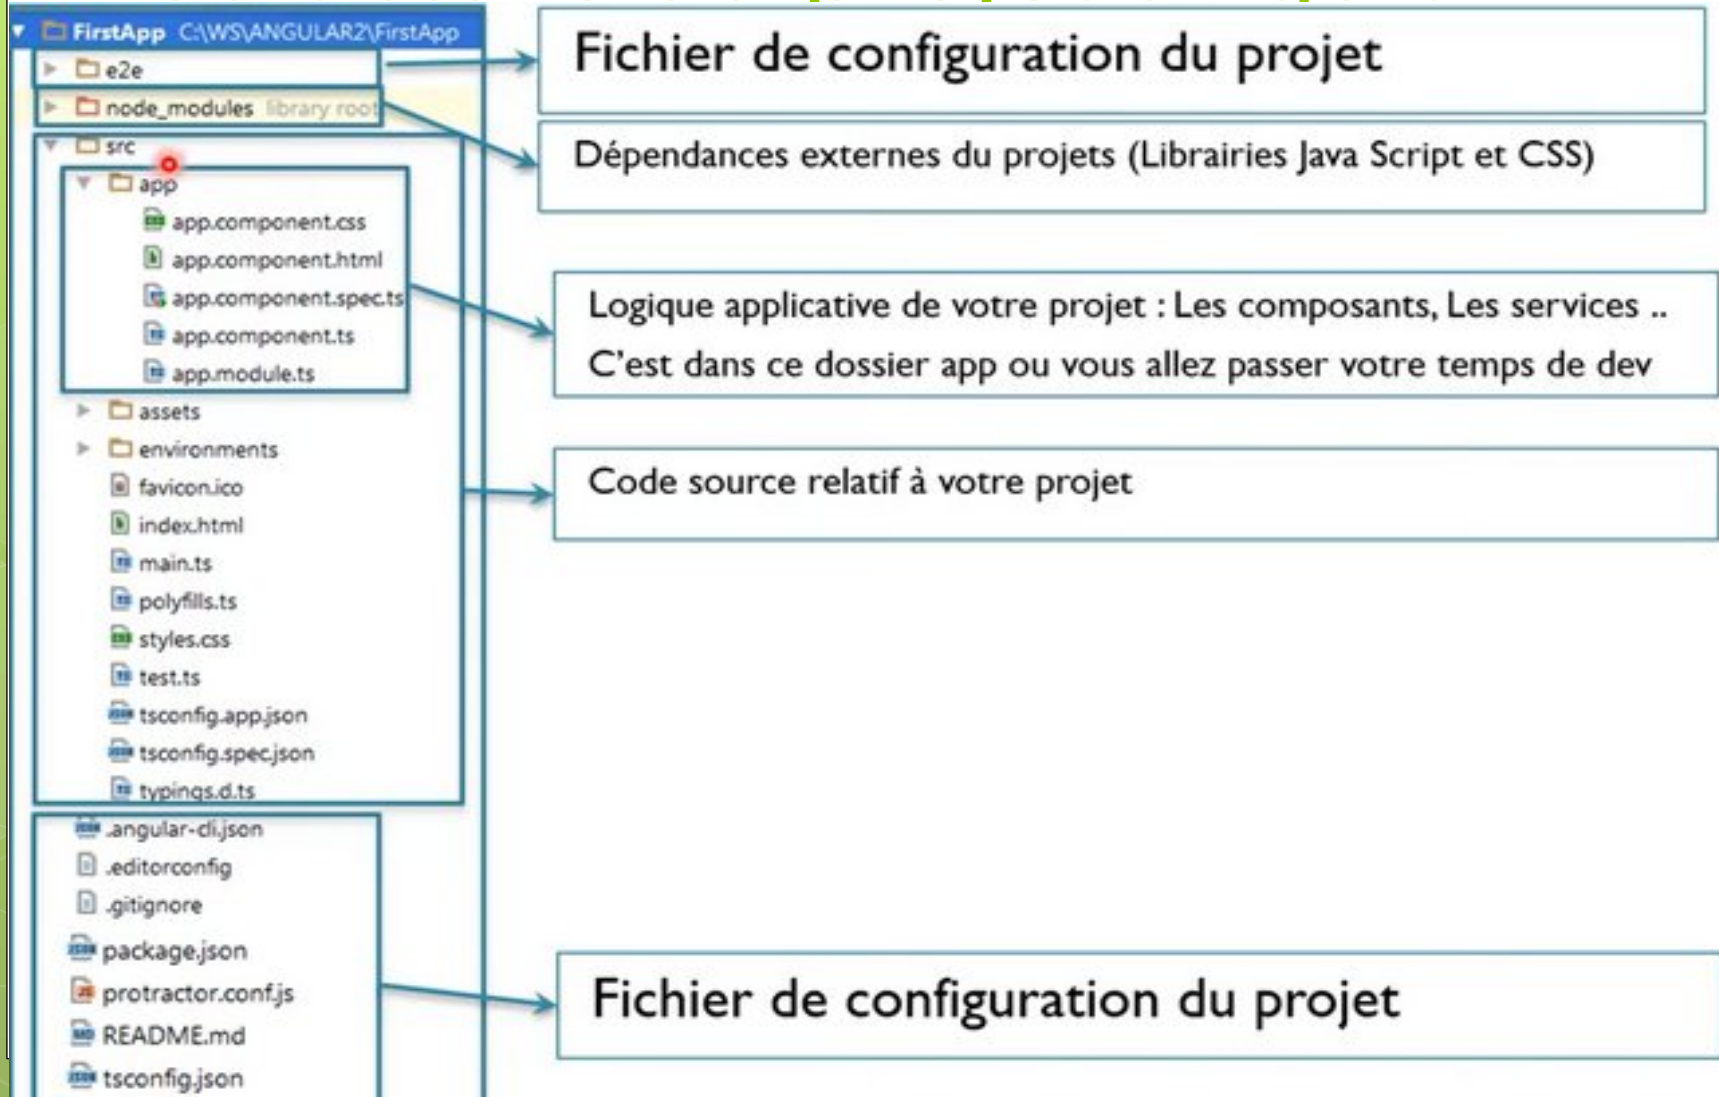 FirstApp C:\WS\ANGULAR2\FirstApp
e2e
node_modules library root
src
app
app.component.css
app.component.html
app.component.spec.ts
app.component.ts
app.module.ts
assets
environments
favicon.ico
index.html
main.ts
polyfills.ts
styles.css
test.ts
tsconfig.app.json
tsconfig.spec.json
typings.d.ts
.angular-cli.json
.editorconfig
.gitignore
package.json
protractor.conf.js
README.md
tsconfig.json
Fichier de configuration du projet
Dépendances externes du projets (Librairies Java Script et CSS)
Logique applicative de votre projet : Les composants, Les services ..
C'est dans ce dossier app ou vous allez passer votre temps de dev
Code source relatif à votre projet
Fichier de configuration du projet